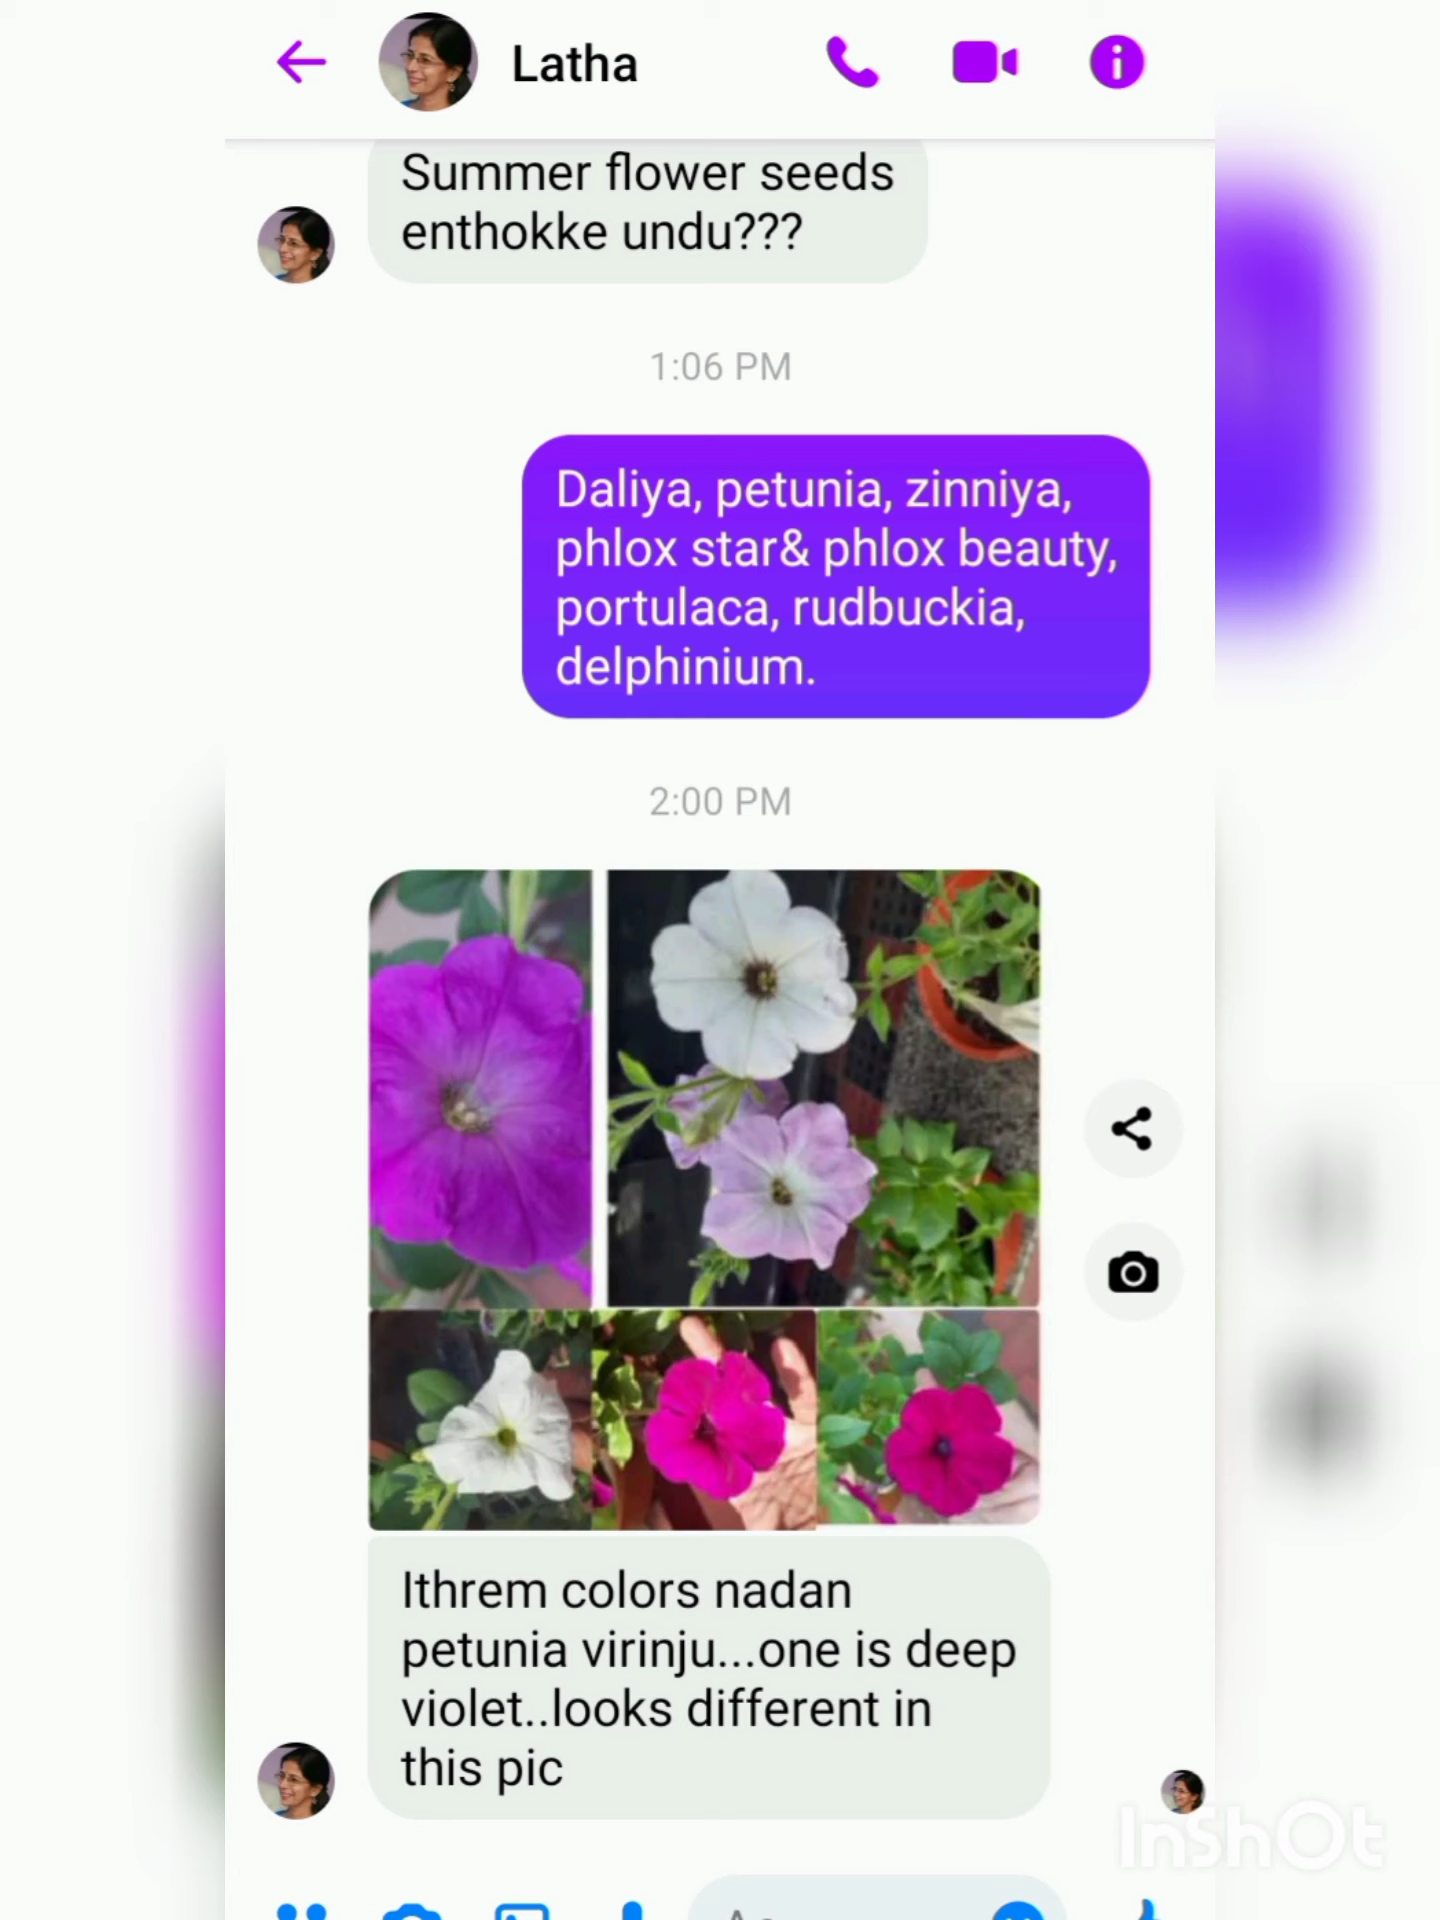 Latha
Summer flower seeds
enthokke undu???
1:06 PM
Daliya, petunia, zinniya,
phlox star& phlox beauty,
portulaca, rudbuckia,
delphinium.
2:00 PM
Ithrem colors nadan
petunia virinju...one is deep
violet..looks different in
this pic
InShOt
Aa